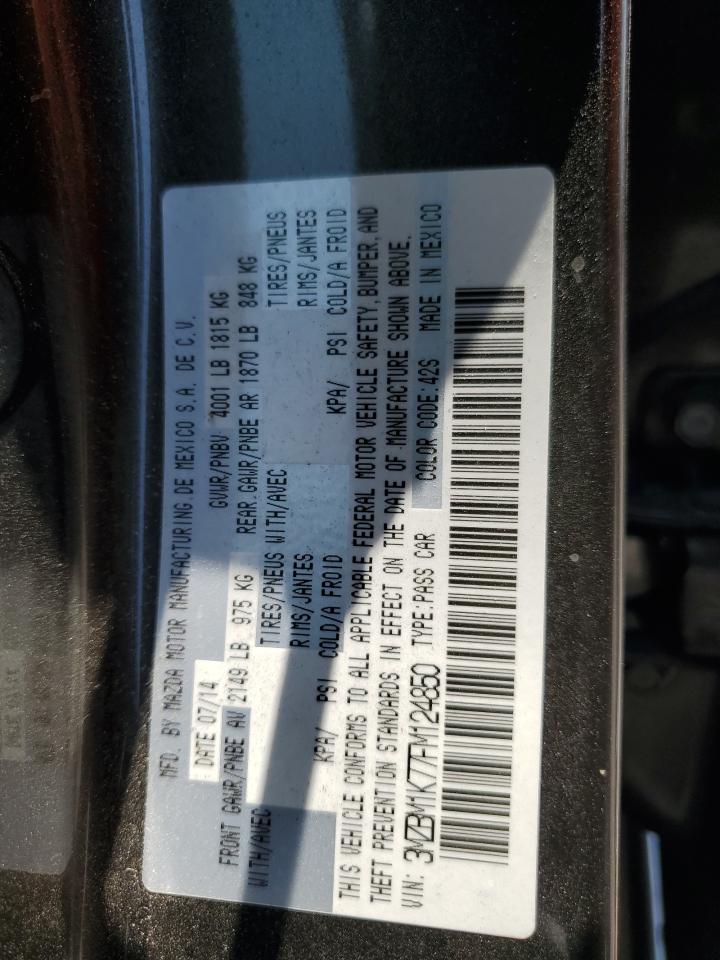 MFD. BY MAZDA MOTOR MANUFACTURING DE MEXICO S.A. DE C.V.
DATE 07/14 GVWR/PNBV 4001 LB 1815 KG
FRONT GAWR/PNBE AV 2149 LB 975 KG REAR GAWR/PNBE AR 1870 LB 848 KG
WITH/AVEC TIRES/PNEUS WITH/AVEC TIRES/PNEUS
RIMS/JANTES RIMS/JANTES
KPA/ PSI COLD/A FROID KPA/ PSI COLD/A FROID
THIS VEHICLE CONFORMS TO ALL APPLICABLE FEDERAL MOTOR VEHICLE SAFETY, BUMPER, AND
THEFT PREVENTION STANDARDS IN EFFECT ON THE DATE OF MANUFACTURE SHOWN ABOVE.
VIN: 3MZBM1K77FM124850 TYPE:PASS CAR COLOR CODE:42S MADE IN MEXICO